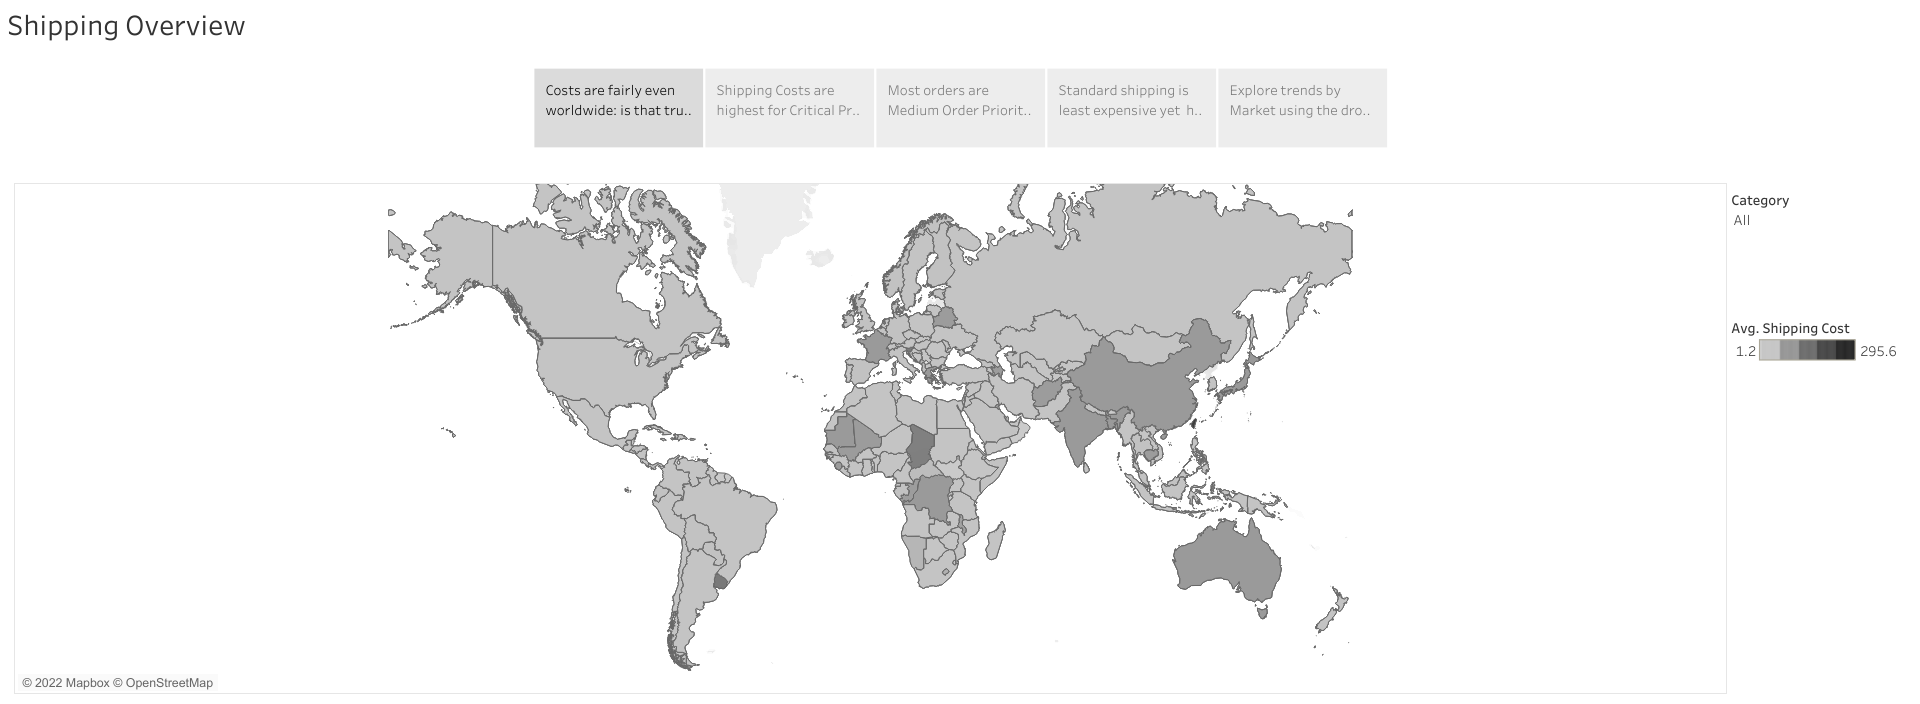 Shipping Overview
Costs are fairly even
worldwide: is that tru..
Shipping Costs are
highest for Critical Pr..
Most orders are
Medium Order Priorit..
Standard shipping is
least expensive yet h..
Explore trends by
Market using the dro..
Category
All
Avg. Shipping Cost
1.2 295.6
© 2022 Mapbox © OpenStreetMap